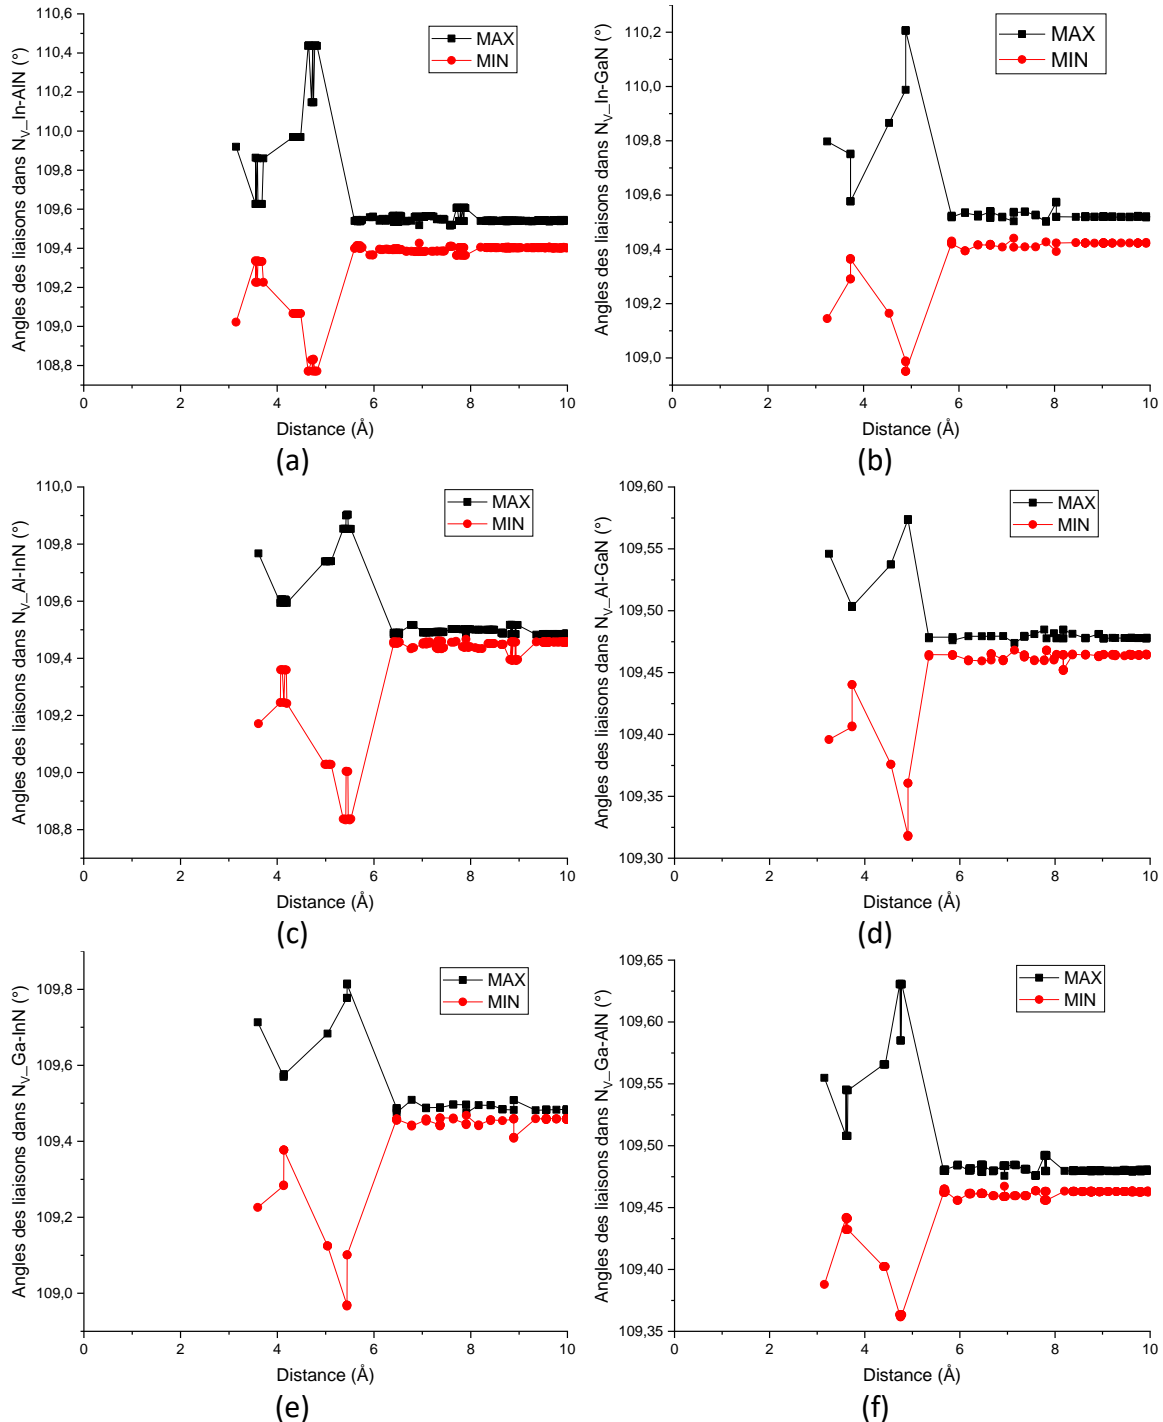 110,6
110,4
110,2
110,0
109,8
109,6
109,4
109,2
109,0
108,8
Angles des liaisons dans N_V_In-AlN (°)
MAX
MIN
0 2 4 6 8 10
Distance (Å)
(a)
110,2
110,0
109,8
109,6
109,4
109,2
109,0
Angles des liaisons dans N_V_In-GaN (°)
MAX
MIN
0 2 4 6 8 10
Distance (Å)
(b)
110,0
109,8
109,6
109,4
109,2
109,0
108,8
Angles des liaisons dans N_V_Al-InN (°)
MAX
MIN
0 2 4 6 8 10
Distance (Å)
(c)
109,60
109,55
109,50
109,45
109,40
109,35
109,30
Angles des liaisons dans N_V_Al-GaN (°)
MAX
MIN
0 2 4 6 8 10
Distance (Å)
(d)
109,8
109,6
109,4
109,2
109,0
Angles des liaisons dans N_V_Ga-InN (°)
MAX
MIN
0 2 4 6 8 10
Distance (Å)
(e)
109,65
109,60
109,55
109,50
109,45
109,40
109,35
Angles des liaisons dans N_V_Ga-AlN (°)
MAX
MIN
0 2 4 6 8 10
Distance (Å)
(f)